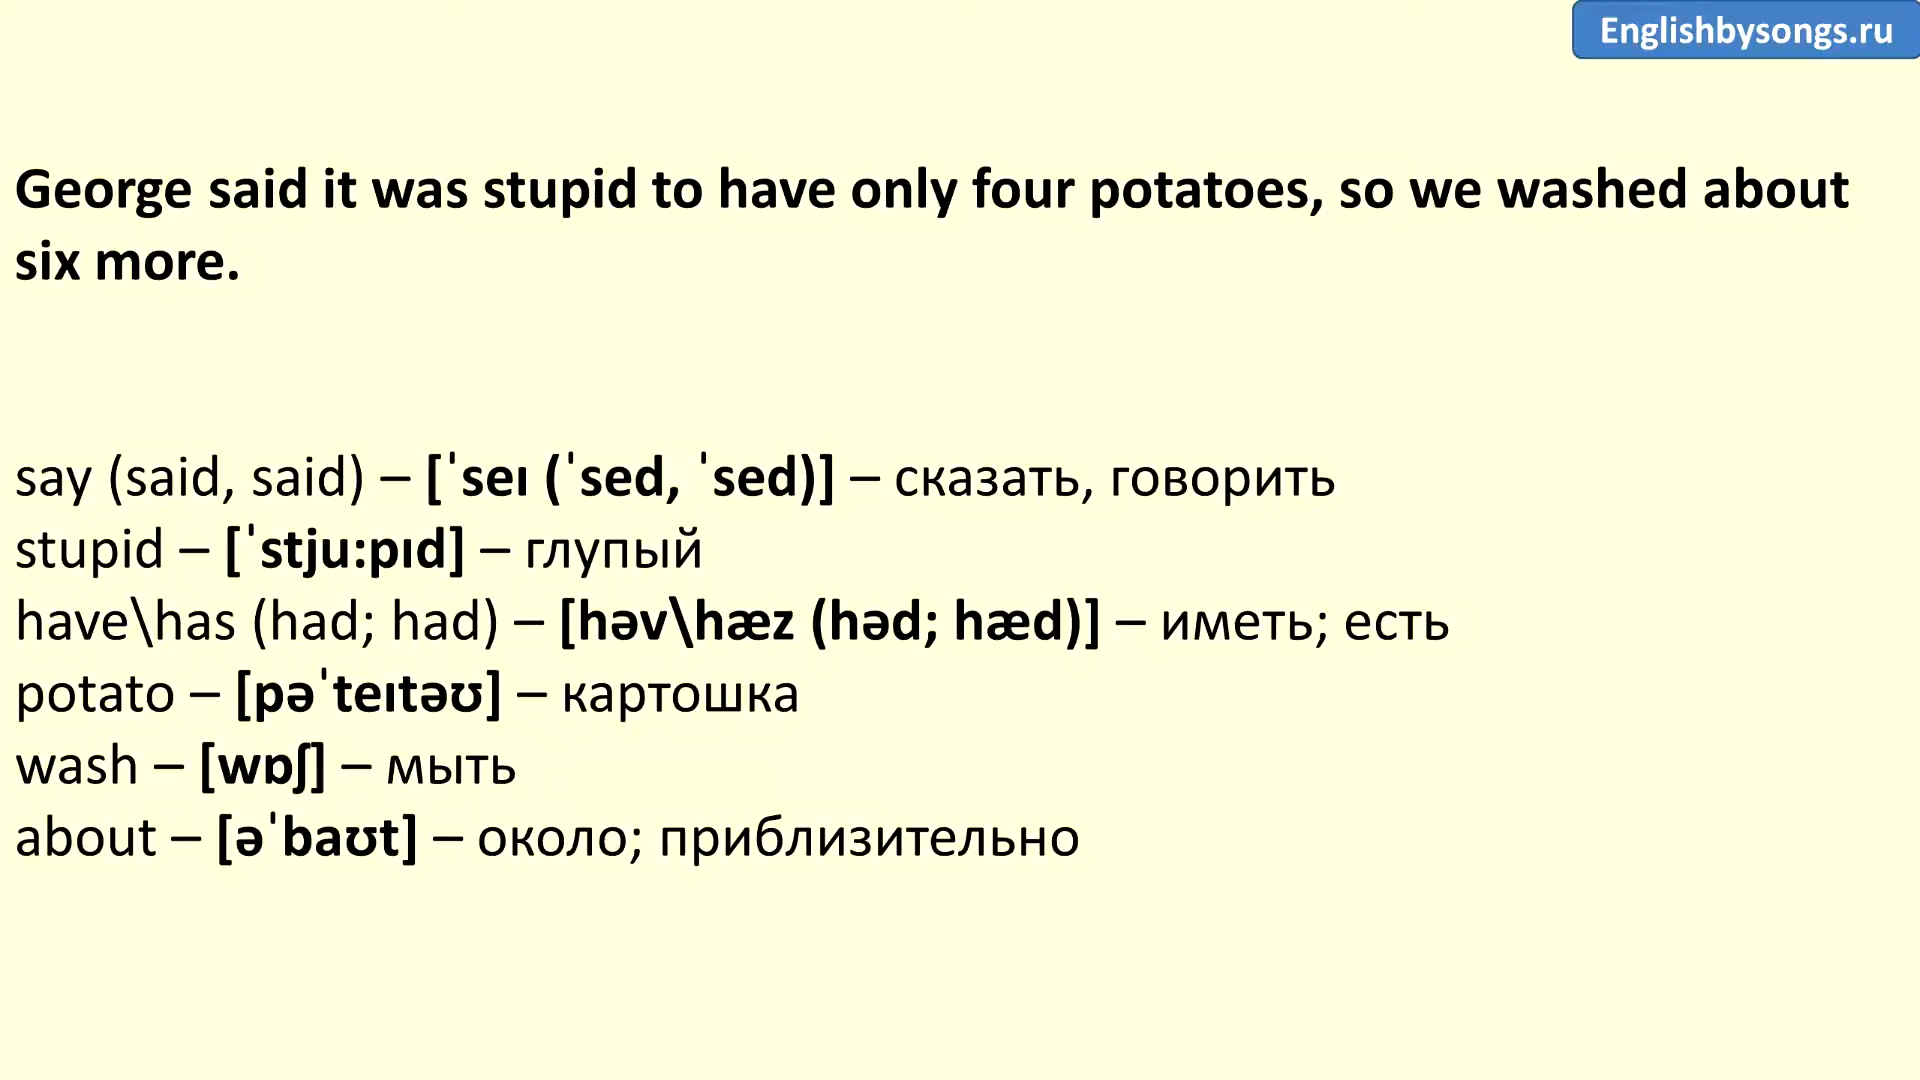 Englishbysongs.ru
George said it was stupid to have only four potatoes, so we washed about
six more.
say (said, said) – [ˈseɪ (ˈsed, ˈsed)] – сказать, говорить
stupid – [ˈstju:pɪd] – глупый
have\has (had; had) – [həv\hæz (həd; hæd)] – иметь; есть
potato – [pəˈteɪtəʊ] – картошка
wash – [wɒʃ] – мыть
about – [əˈbaʊt] – около; приблизительно